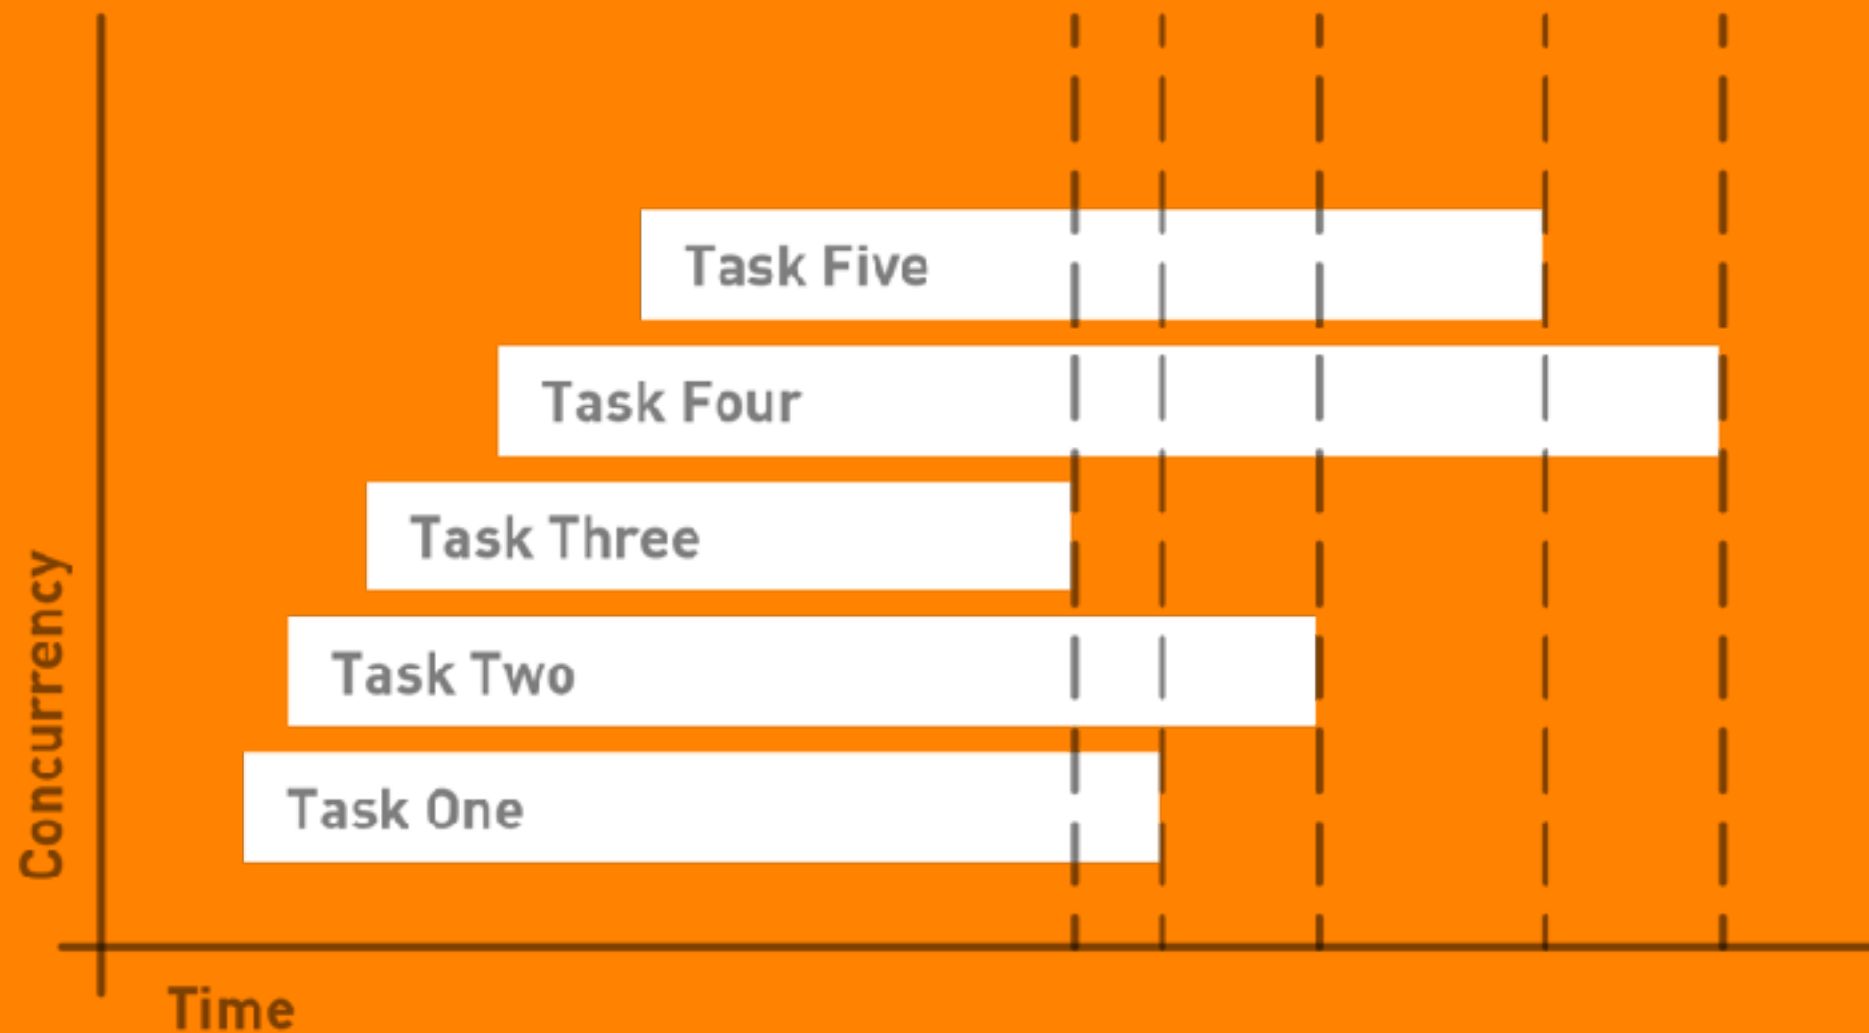 Task Five
Task Four
Task Three
Task Two
Task One
Concurrency
Time